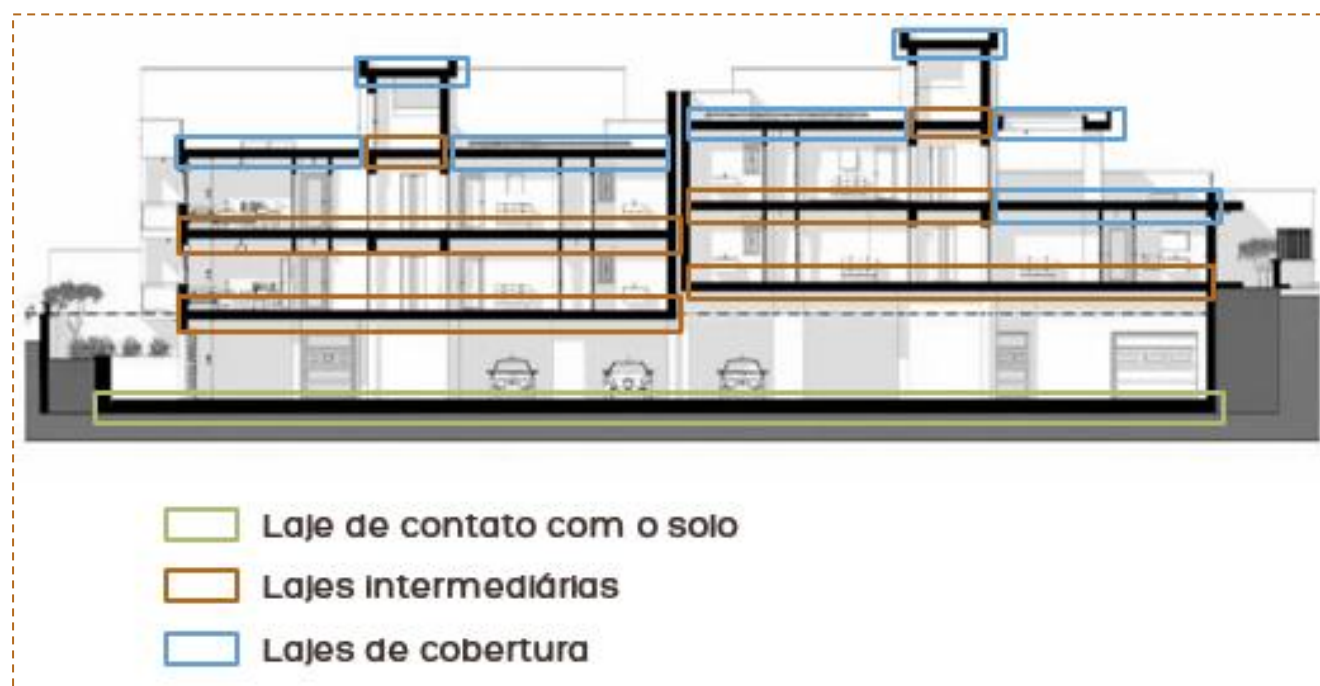 Laje de contato com o solo
Lajes intermediárias
Lajes de cobertura